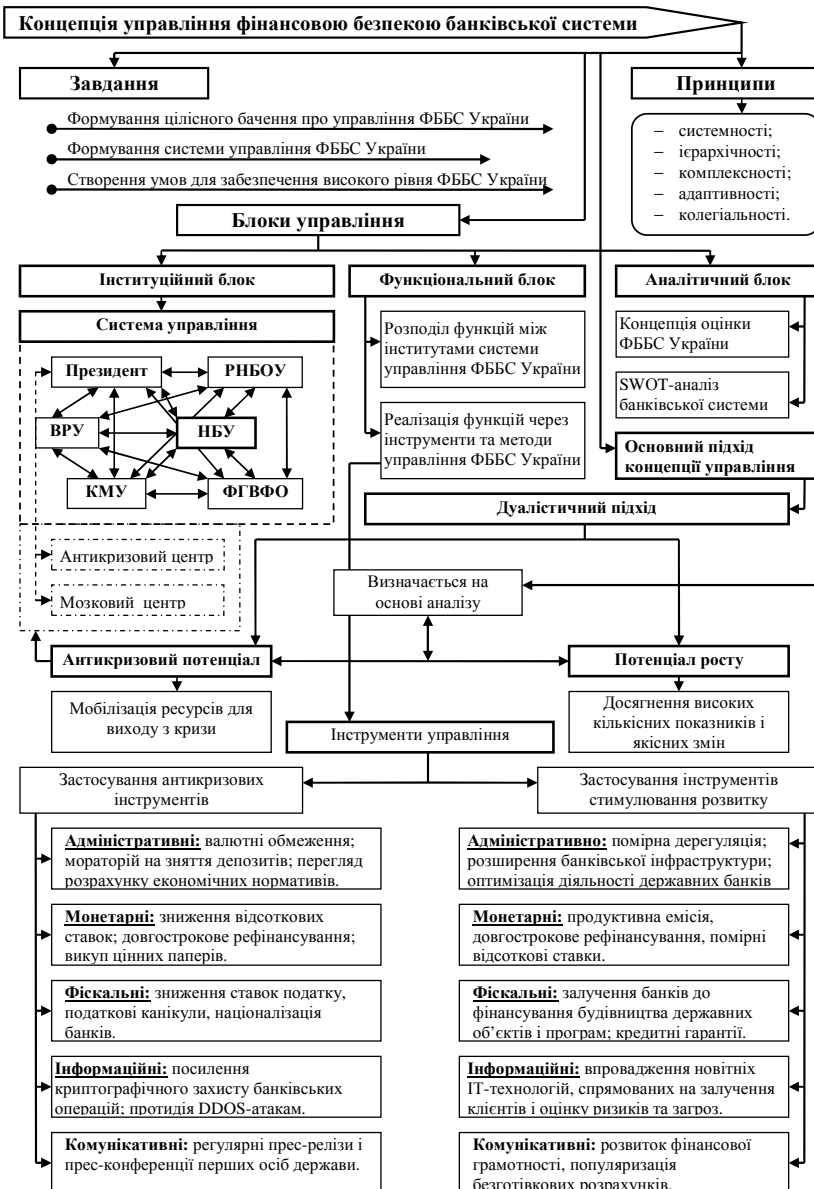 Концепція управління фінансовою безпекою банківської системи
Завдання
Принципи
Формування цілісного бачення про управління ФББС України
Формування системи управління ФББС України
Створення умов для забезпечення високого рівня ФББС України
– системності;
– ієрархічності;
– комплексності;
– адаптивності;
– колегіальності.
Блоки управління
Інституційний блок
Функціональний блок
Аналітичний блок
Система управління
Президент
РНБОУ
ВРУ
НБУ
КМУ
ФГВФО
Розподіл функцій між
інститутами системи
управління ФББС України
Реалізація функцій через
інструменти та методи
управління ФББС України
Концепція оцінки
ФББС України
SWOT-аналіз
банківської системи
Основний підхід
концепції управління
Дуалістичний підхід
Антикризовий центр
Мозковий центр
Визначається на
основі аналізу
Антикризовий потенціал
Потенціал росту
Мобілізація ресурсів для
виходу з кризи
Досягнення високих
кількісних показників і
якісних змін
Інструменти управління
Застосування антикризових
інструментів
Застосування інструментів
стимулювання розвитку
Адміністративні: валютні обмеження;
мораторій на зняття депозитів; перегляд
розрахунку економічних нормативів.
Монетарні: зниження відсоткових
ставок; довгострокове рефінансування;
викуп цінних паперів.
Фіскальні: зниження ставок податку,
податкові канікули, націоналізація
банків.
Інформаційні: посилення
криптографічного захисту банківських
операцій; протидія DDOS-атакам.
Комунікативні: регулярні прес-релізи і
прес-конференції перших осіб держави.
Адміністративно: помірна дерегуляція;
розширення банківської інфраструктури;
оптимізація діяльності державних банків
Монетарні: продуктивна емісія,
довгострокове рефінансування, помірні
відсоткові ставки.
Фіскальні: залучення банків до
фінансування будівництва державних
об’єктів і програм; кредитні гарантії.
Інформаційні: впровадження новітніх
ІТ-технологій, спрямованих на залучення
клієнтів і оцінку ризиків та загроз.
Комунікативні: розвиток фінансової
грамотності, популяризація
безготівкових розрахунків.